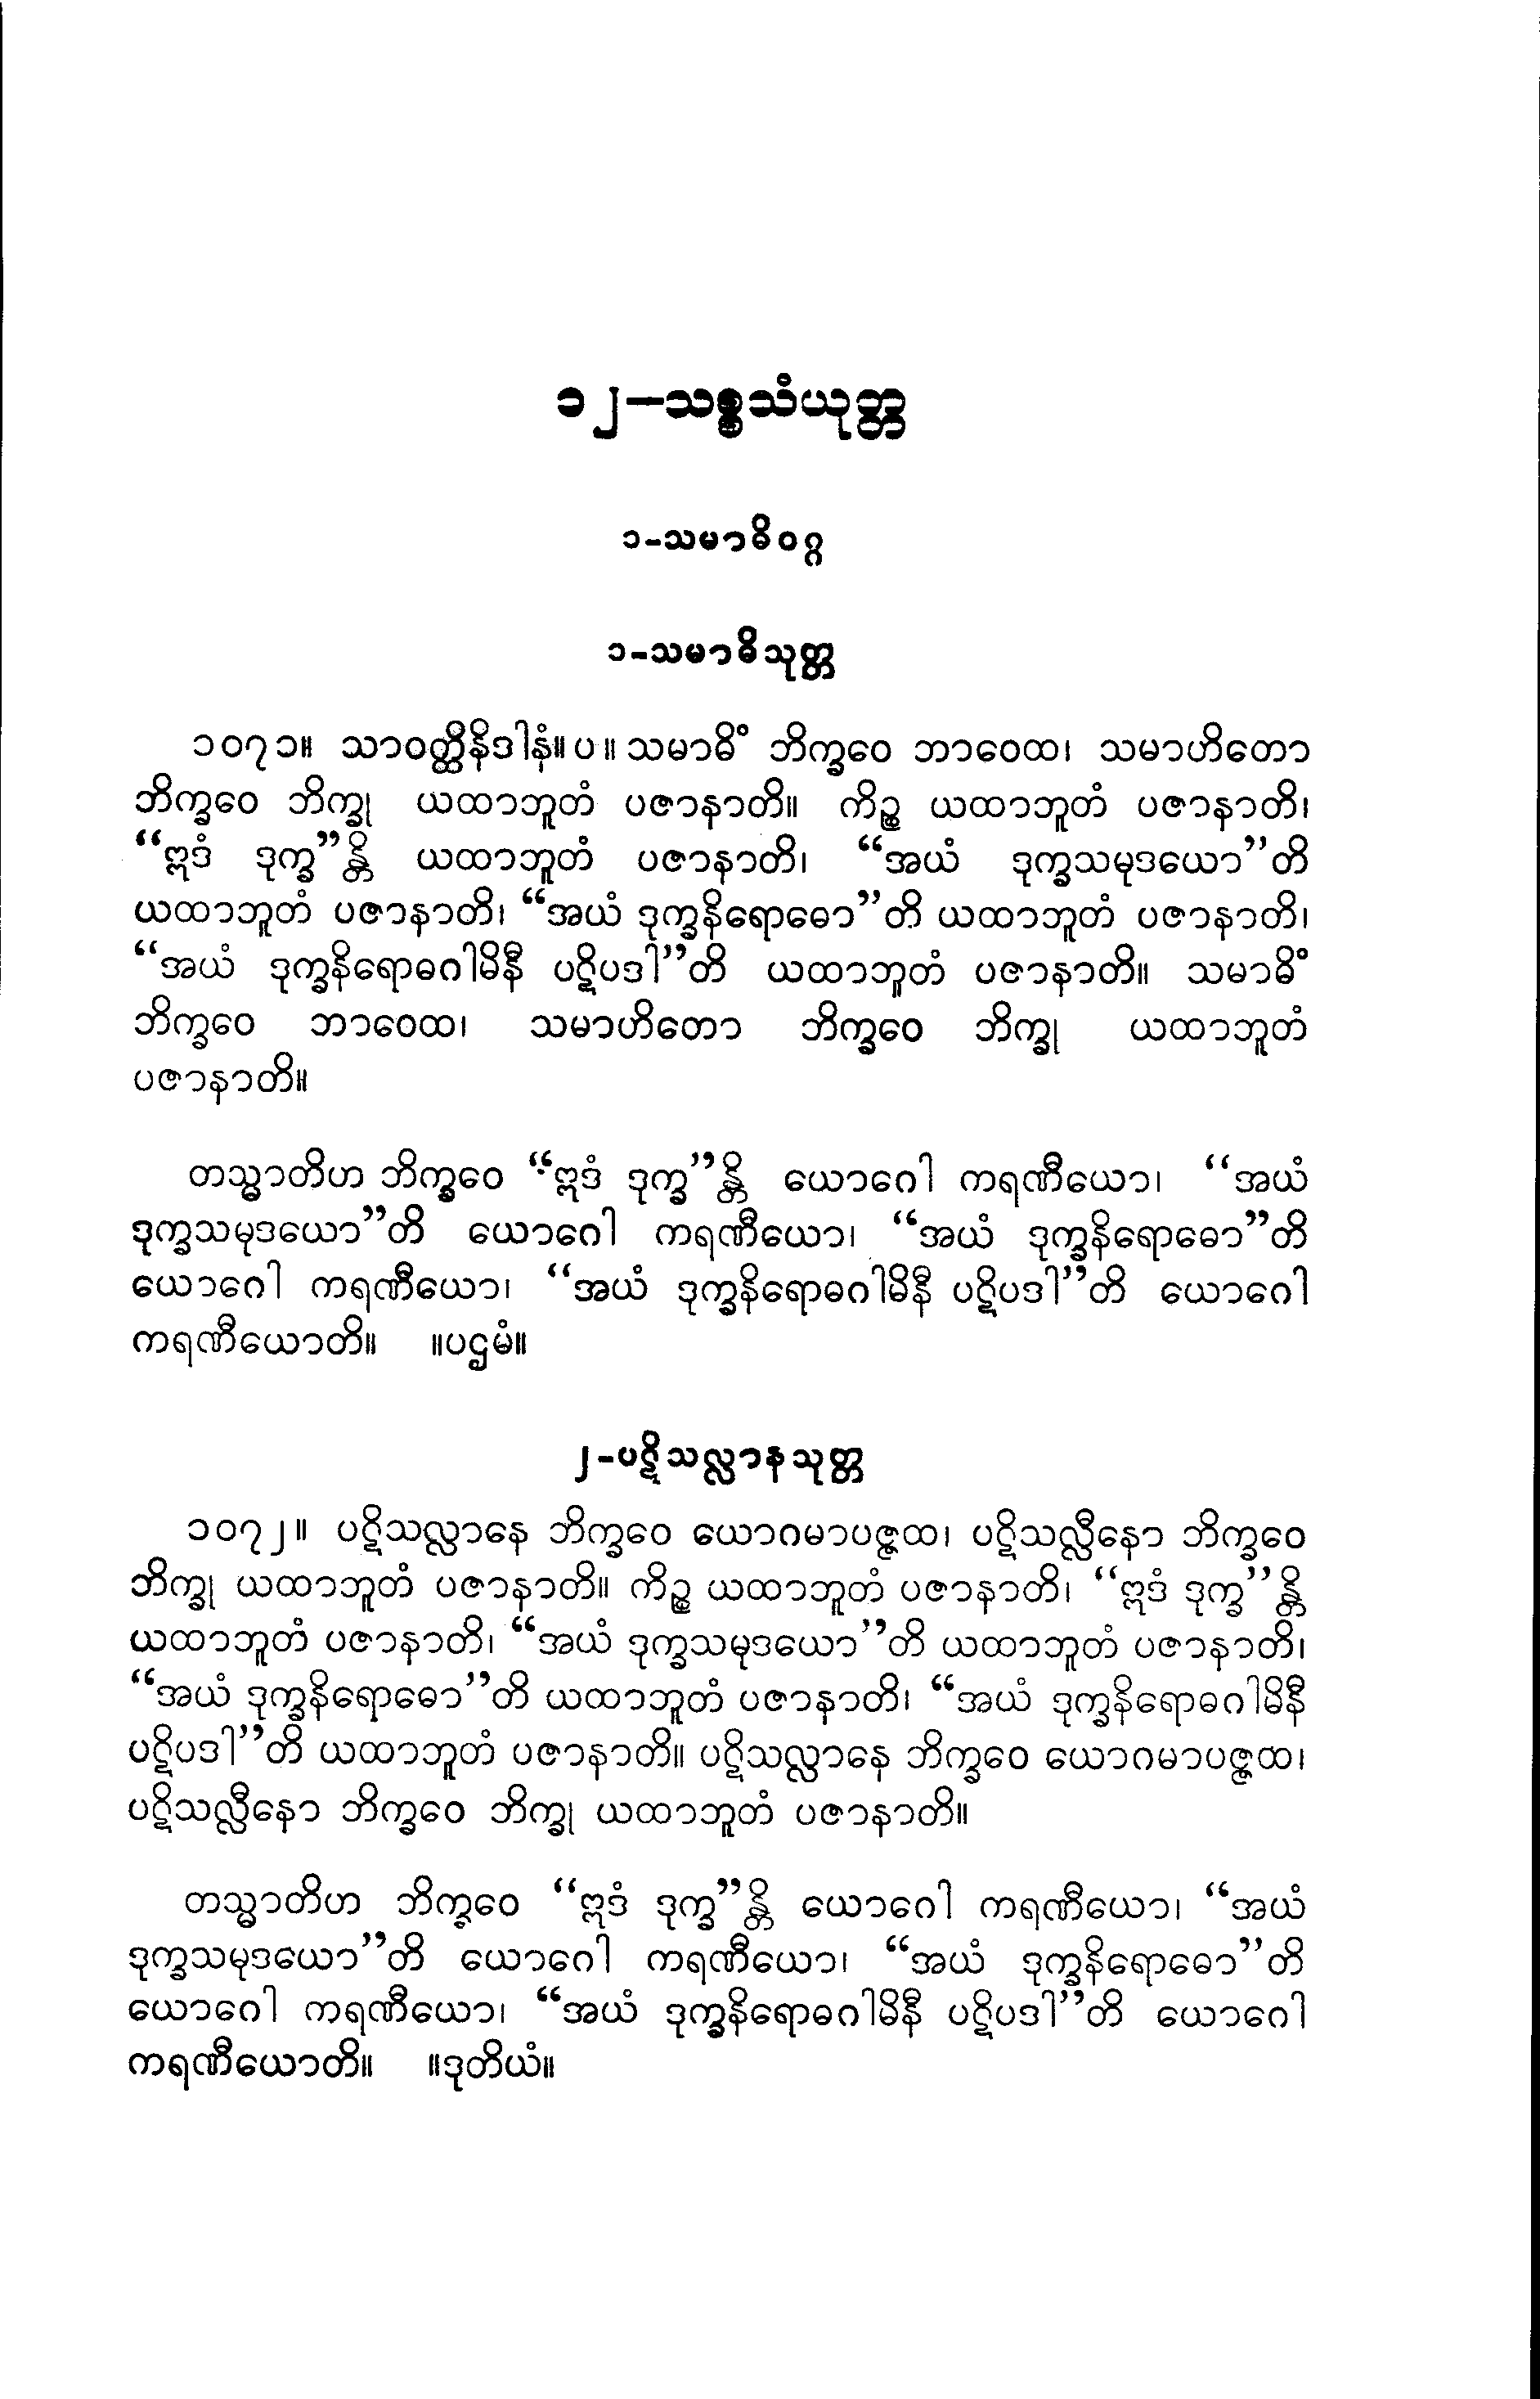 ၁၂—သစ္စသံယုတ္တ
၁-သမာဓိဝဂ္ဂ
၁-သမာဓိသုတ္တ
၁၀၇၁။ သာဝတ္ထိနိဒါနံ။ပ။ သမာဓိံ ဘိက္ခဝေ ဘာဝေထ၊ သမာဟိတော
ဘိက္ခဝေ ဘိက္ခု ယထာဘူတံ ပဇာနာတိ။ ကိဉ္စ ယထာဘူတံ ပဇာနာတိ၊
“ဣဒံ ဒုက္ခ”န္တိ ယထာဘူတံ ပဇာနာတိ၊ “အယံ ဒုက္ခသမုဒယော”တိ
ယထာဘူတံ ပဇာနာတိ၊ “အယံ ဒုက္ခနိရောဓော”တိ ယထာဘူတံ ပဇာနာတိ၊
“အယံ ဒုက္ခနိရောဓဂါမိနီ ပဋိပဒါ”တိ ယထာဘူတံ ပဇာနာတိ။ သမာဓိံ
ဘိက္ခဝေ ဘာဝေထ၊ သမာဟိတော ဘိက္ခဝေ ဘိက္ခု ယထာဘူတံ
ပဇာနာတိ။
တသ္မာတိဟ ဘိက္ခဝေ “ဣဒံ ဒုက္ခ”န္တိ ယောဂေါ ကရဏီယော၊ “အယံ
ဒုက္ခသမုဒယော”တိ ယောဂေါ ကရဏီယော၊ “အယံ ဒုက္ခနိရောဓော”တိ
ယောဂေါ ကရဏီယော၊ “အယံ ဒုက္ခနိရောဓဂါမိနီ ပဋိပဒါ”တိ ယောဂေါ
ကရဏီယောတိ။ ။ပဌမံ။
၂-ပဋိသလ္လာနသုတ္တ
၁၀၇၂။ ပဋိသလ္လာနေ ဘိက္ခဝေ ယောဂမာပဇ္ဇထ၊ ပဋိသလ္လီနော ဘိက္ခဝေ
ဘိက္ခု ယထာဘူတံ ပဇာနာတိ။ ကိဉ္စ ယထာဘူတံ ပဇာနာတိ၊ “ဣဒံ ဒုက္ခ”န္တိ
ယထာဘူတံ ပဇာနာတိ၊ “အယံ ဒုက္ခသမုဒယော”တိ ယထာဘူတံ ပဇာနာတိ၊
“အယံ ဒုက္ခနိရောဓော”တိ ယထာဘူတံ ပဇာနာတိ၊ “အယံ ဒုက္ခနိရောဓဂါမိနီ
ပဋိပဒါ”တိ ယထာဘူတံ ပဇာနာတိ။ ပဋိသလ္လာနေ ဘိက္ခဝေ ယောဂမာပဇ္ဇထ၊
ပဋိသလ္လီနော ဘိက္ခဝေ ဘိက္ခု ယထာဘူတံ ပဇာနာတိ။
တသ္မာတိဟ ဘိက္ခဝေ “ဣဒံ ဒုက္ခ”န္တိ ယောဂေါ ကရဏီယော၊ “အယံ
ဒုက္ခသမုဒယော”တိ ယောဂေါ ကရဏီယော၊ “အယံ ဒုက္ခနိရောဓော”တိ
ယောဂေါ ကရဏီယော၊ “အယံ ဒုက္ခနိရောဓဂါမိနီ ပဋိပဒါ”တိ ယောဂေါ
ကရဏီယောတိ။ ။ဒုတိယံ။